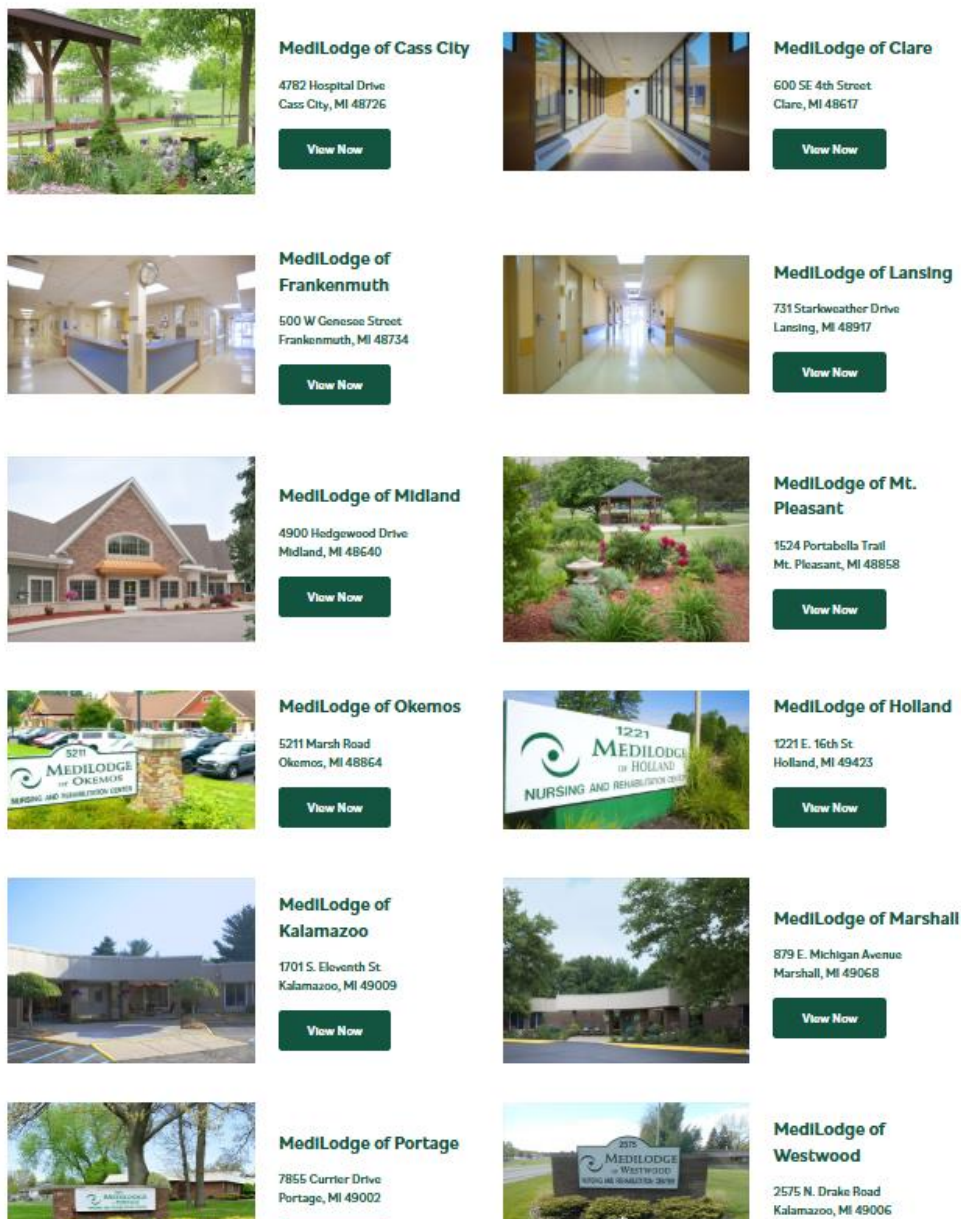 MediLodge of Cass City
4782 Hospital Drive
Cass City, MI 48726
View Now
MediLodge of Clare
600 SE 4th Street
Clare, MI 48617
View Now
MediLodge of
Frankenmuth
500 W Genesee Street
Frankenmuth, MI 48734
View Now
MediLodge of Lansing
731 Starkweather Drive
Lansing, MI 48917
View Now
MediLodge of Midland
4900 Hedgewood Drive
Midland, MI 48640
View Now
MediLodge of Mt.
Pleasant
1524 Portabella Trail
Mt. Pleasant, MI 48858
View Now
5211
MEDILODGE
OF OKEMOS
NURSING AND REHABILITATION CENTER
MediLodge of Okemos
5211 Marsh Road
Okemos, MI 48864
View Now
1221
MEDILODGE
OF HOLLAND
NURSING AND REHABILITATION CENTER
MediLodge of Holland
1221 E. 16th St
Holland, MI 49423
View Now
MediLodge of
Kalamazoo
1701 S. Eleventh St
Kalamazoo, MI 49009
View Now
MediLodge of Marshall
879 E. Michigan Avenue
Marshall, MI 49068
View Now
MEDILODGE
OF PORTAGE
MediLodge of Portage
7855 Currier Drive
Portage, MI 49002
2575
MEDILODGE
OF WESTWOOD
NURSING AND REHABILITATION CENTER
MediLodge of
Westwood
2575 N. Drake Road
Kalamazoo, MI 49006